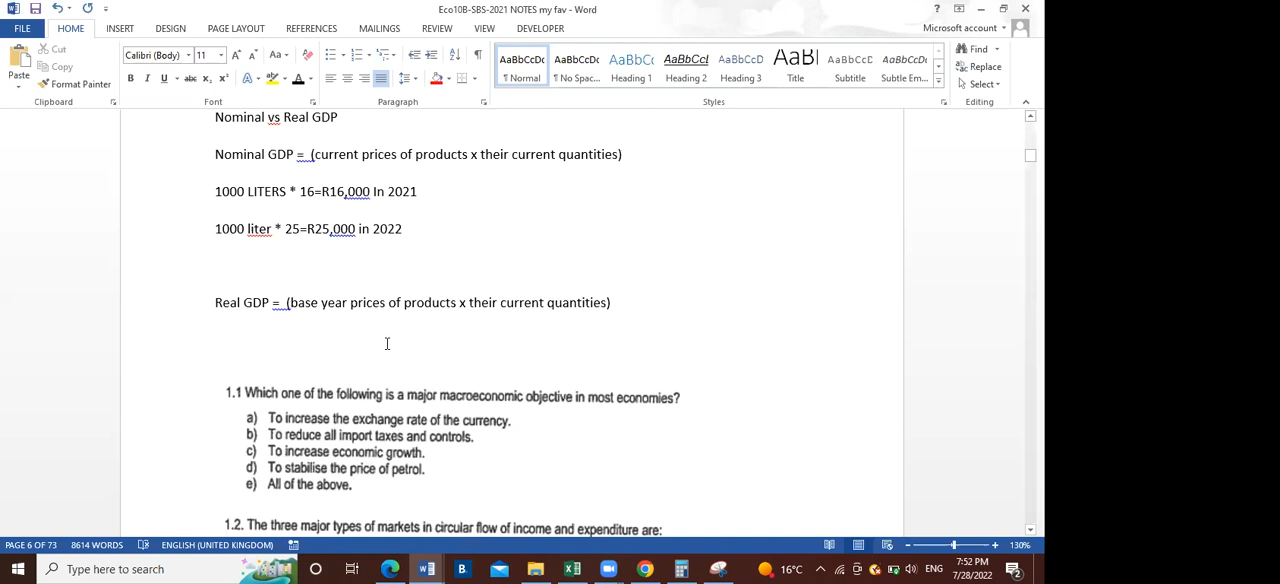 Eco10B-SBS-2021 NOTES my fav - Word
FILE HOME INSERT DESIGN PAGE LAYOUT REFERENCES MAILINGS REVIEW VIEW DEVELOPER Microsoft account
Cut
Copy
Format Painter
Paste
Clipboard
Calibri (Body) 11
Font
Paragraph
AaBbCcDc AaBbCcDc AaBbCc AaBbCcI AaBbCcD AaBl AaBbCcC AaBbCcDc
¶ Normal ¶ No Spac... Heading 1 Heading 2 Heading 3 Title Subtitle Subtle Em...
Styles
Find
Replace
Select
Editing
Nominal vs Real GDP
Nominal GDP = (current prices of products x their current quantities)
1000 LITERS * 16=R16,000 In 2021
1000 liter * 25=R25,000 in 2022
Real GDP = (base year prices of products x their current quantities)
1.1 Which one of the following is a major macroeconomic objective in most economies?
a) To increase the exchange rate of the currency.
b) To reduce all import taxes and controls.
c) To increase economic growth.
d) To stabilise the price of petrol.
e) All of the above.
1.2. The three major types of markets in circular flow of income and expenditure are:
PAGE 6 OF 73 8614 WORDS ENGLISH (UNITED KINGDOM) 130%
Type here to search
16°C ENG 7:52 PM
7/28/2022